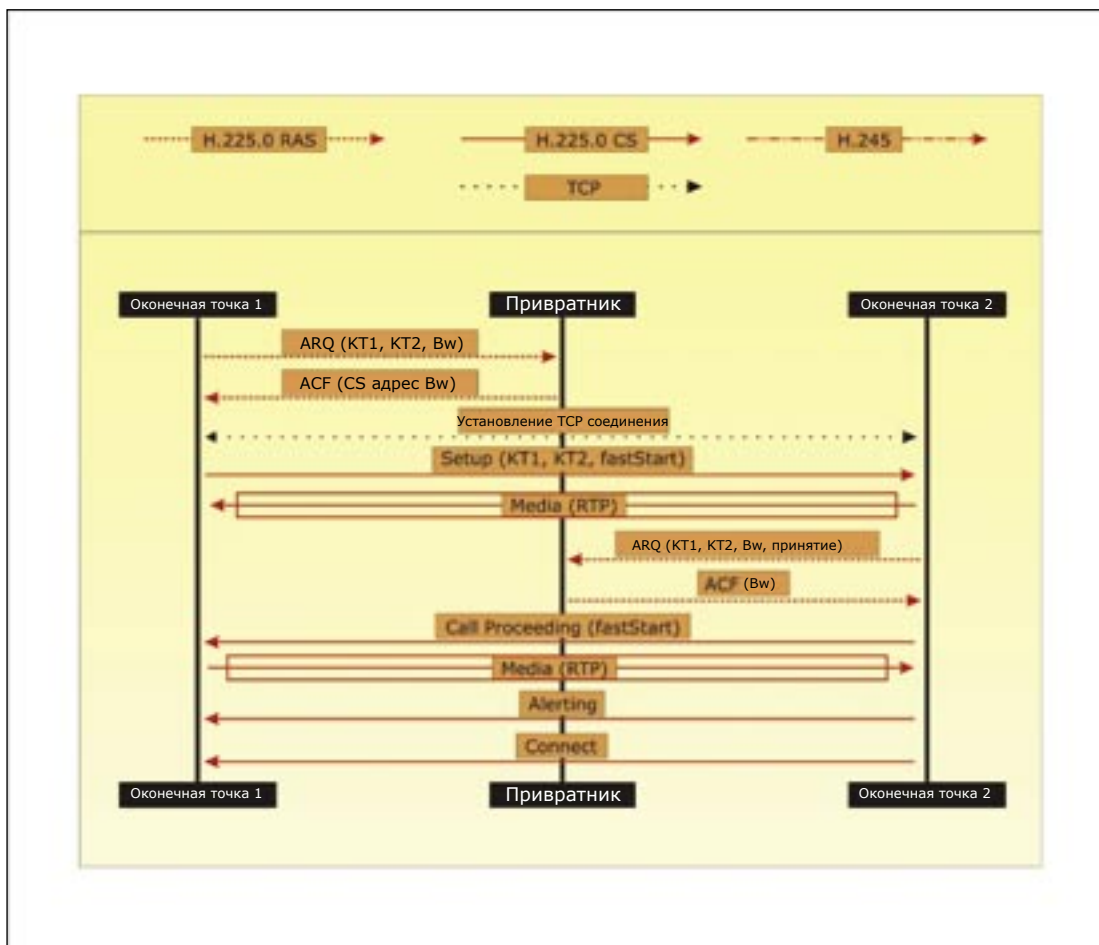 H.225.0 RAS
H.225.0 CS
H.245
TCP
Оконечная точка 1
Привратник
Оконечная точка 2
ARQ (КТ1, КТ2, Bw)
ACF (CS адрес Bw)
Установление TCP соединения
Setup (КТ1, КТ2, fastStart)
Media (RTP)
ARQ (КТ1, КТ2, Bw, принятие)
ACF (Bw)
Call Proceeding (fastStart)
Media (RTP)
Alerting
Connect
Оконечная точка 1
Привратник
Оконечная точка 2